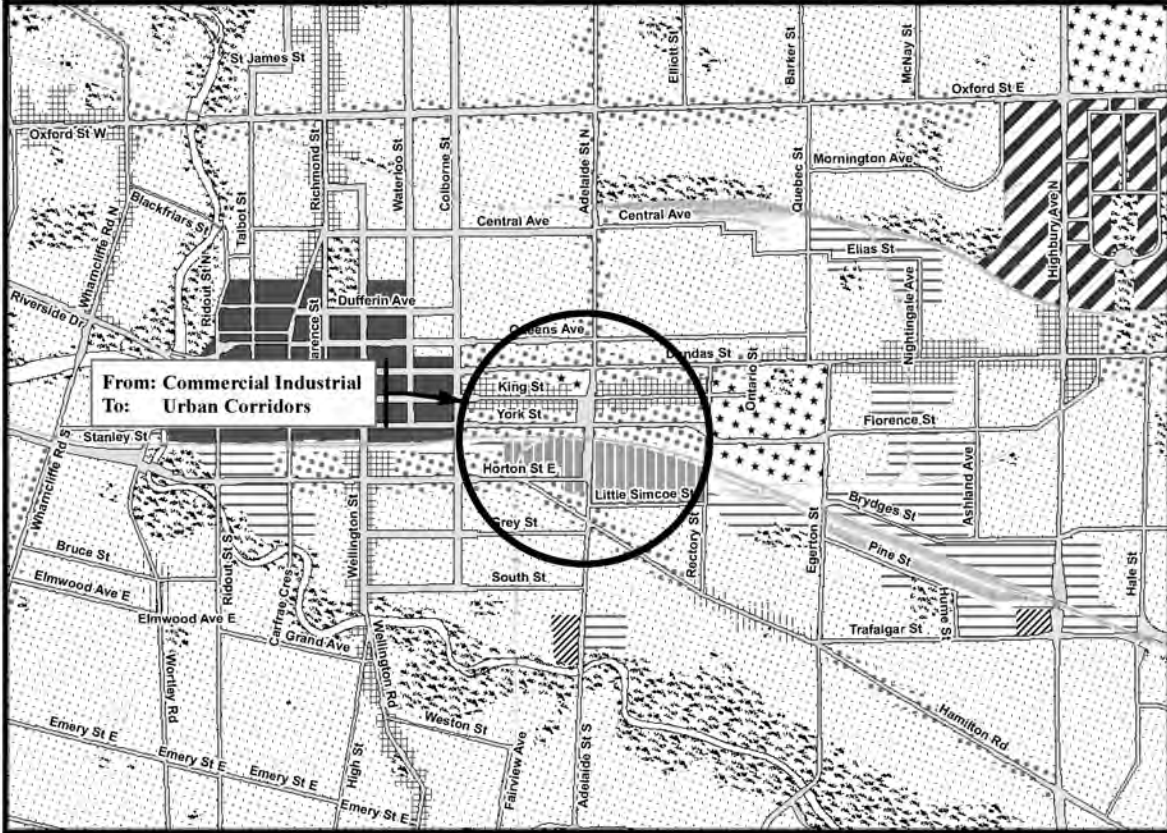 St James St
Elliott St
Barker St
McNay St
Oxford St E
Oxford St W
Talbot St
Richmond St
Waterloo St
Colborne St
Adelaide St N
Quebec St
Mornington Ave
Highbury Ave N
Blackfriars St
Wharncliffe Rd N
Central Ave
Central Ave
Elias St
Ridout St N
Riverside Dr
Dufferin Ave
Nightingale Ave
Queens Ave
Dundas St
Ontario St
From: Commercial Industrial
To: Urban Corridors
King St
York St
Florence St
Stanley St
Wharncliffe Rd S
Horton St E
Little Simcoe St
Ashland Ave
Brydges St
Wellington St
Grey St
Rectory St
Egerton St
Pine St
Bruce St
Ridout St S
South St
Hale St
Elmwood Ave E
Elmwood Ave E
Carfrae Cres
Hume St
Trafalgar St
Grand Ave
Wortley Rd
Wellington Rd
Weston St
Hamilton Rd
Emery St E
Emery St E
Emery St E
Emery St E
High St
Fairview Ave
Adelaide St S